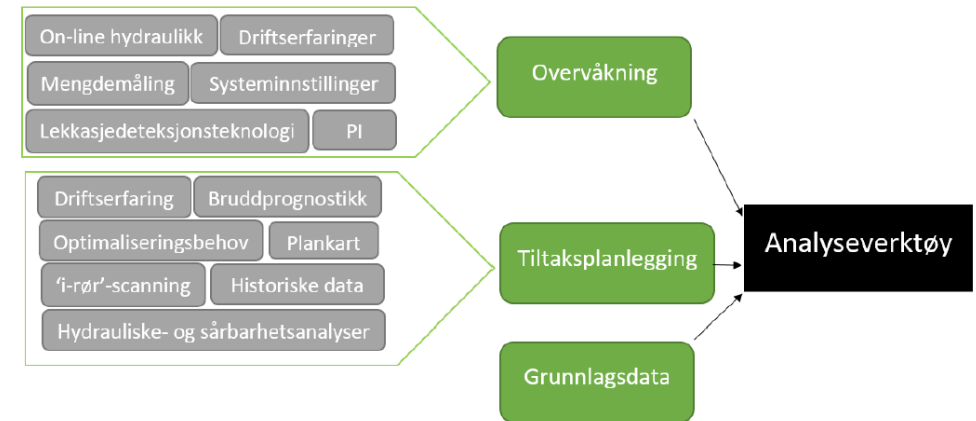 On-line hydraulikk
Driftserfaringer
Mengdemåling
Systeminnstillinger
Lekkasjedeteksjonsteknologi
PI
Overvåkning
Driftserfaring
Bruddprognostikk
Optimaliseringsbehov
Plankart
‘i-rør’-scanning
Historiske data
Hydrauliske- og sårbarhetsanalyser
Tiltaksplanlegging
Grunnlagsdata
Analyseverktøy